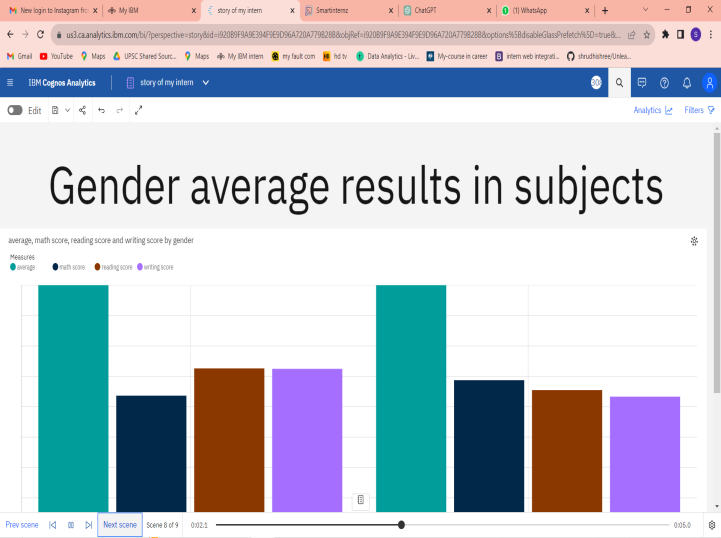 New login to Instagram fro
My IBM
story of my intern
Smartinternz
ChatGPT
(1) WhatsApp
us3.ca.analytics.ibm.com/bi/?perspective=story&id=i920B9F9A9E394F9E9D96A720A779B28B&objRef=i920B9F9A9E394F9E9D96A720A779B28B&options%5BdisableGlassPrefetch%5D=true&...
Gmail YouTube Maps UPSC Shared Sourc... Maps My IBM intern my fault com hd tv Data Analytics - Liv... My-course in career intern web integrati... shrudhishree/Unlea...
IBM Cognos Analytics story of my intern
Edit Analytics Filters
Gender average results in subjects
average, math score, reading score and writing score by gender
Measures
average math score reading score writing score
Prev scene Next scene Scene 8 of 9 0:02.1 0:05.0